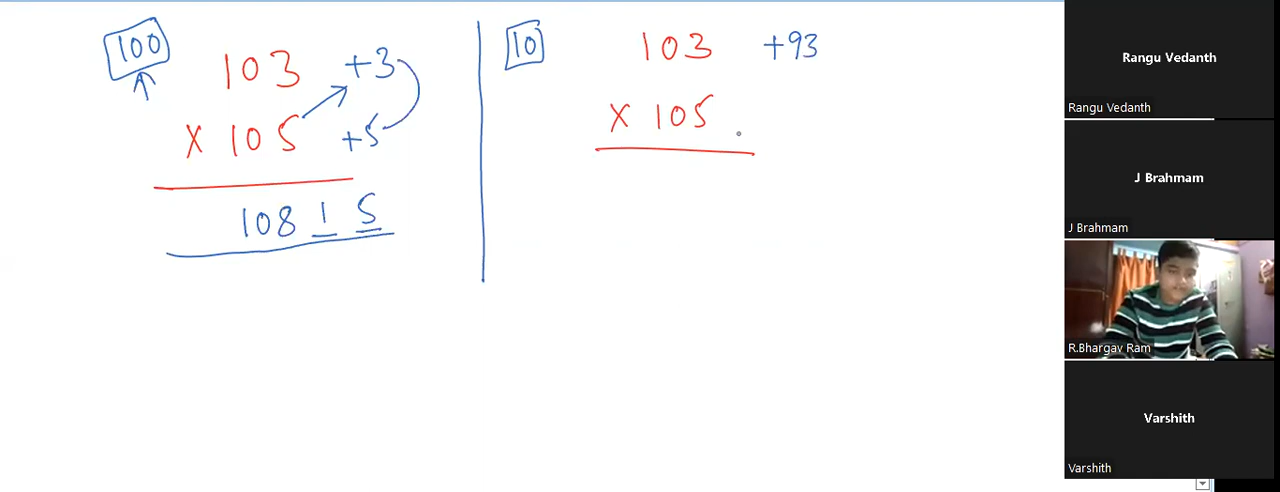 100
103 +3
X 105 +5
108 1 5
10
103 +93
X 105
Rangu Vedanth
Rangu Vedanth
J Brahmam
J Brahmam
R.Bhargav Ram
Varshith
Varshith